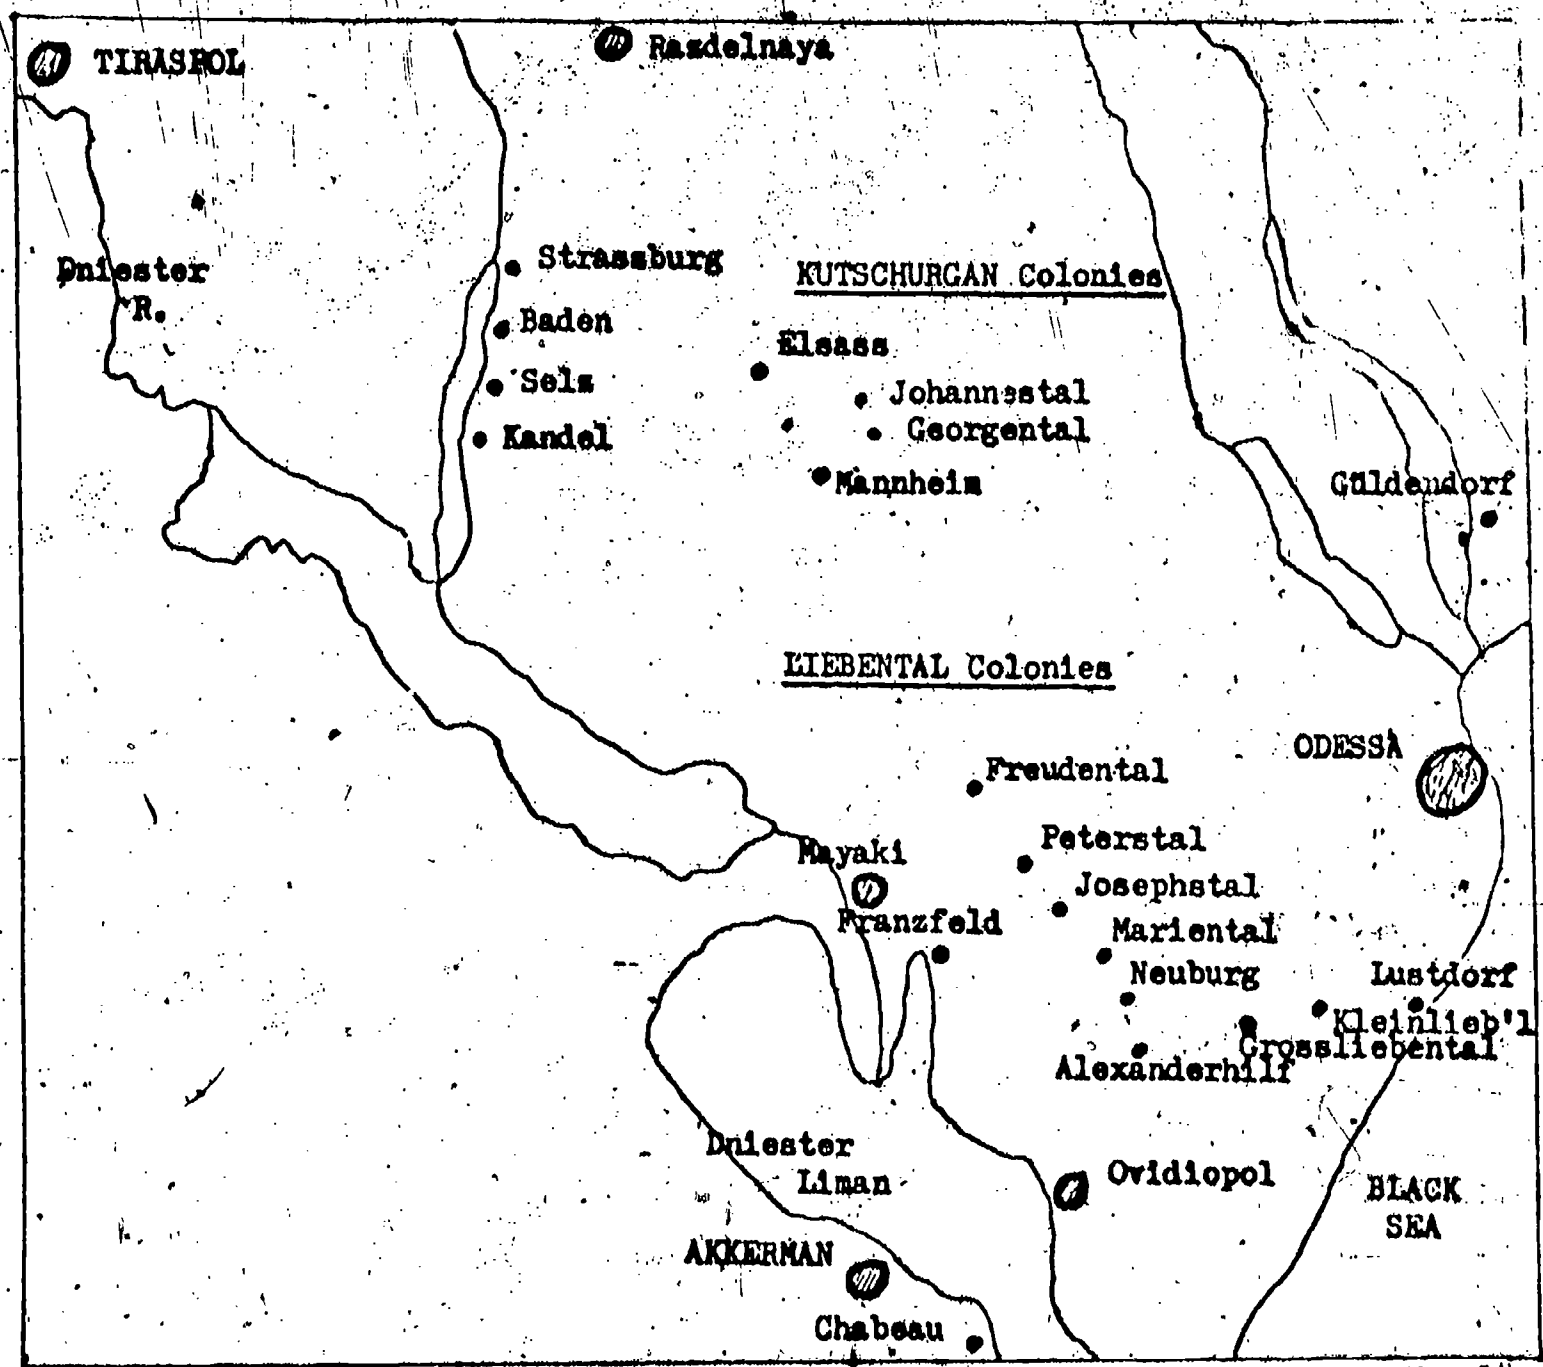 TIRASPOL
Razdelnaya
Dniester
R.
Strassburg
KUTSCHURGAN Colonies
Baden
Elsass
Selz
Johannestal
Kandel
Georgental
Mannheim
Güldendorf
LIEBENTAL Colonies
ODESSA
Freudental
Peterstal
Mayaki
Josephstal
Franzfeld
Mariental
Neuburg
Lustdorf
Kleinlieb'l
Grossliebental
Alexanderhilf
Dniester
Liman
Ovidiopol
BLACK
SEA
AKKERMAN
Chabeau